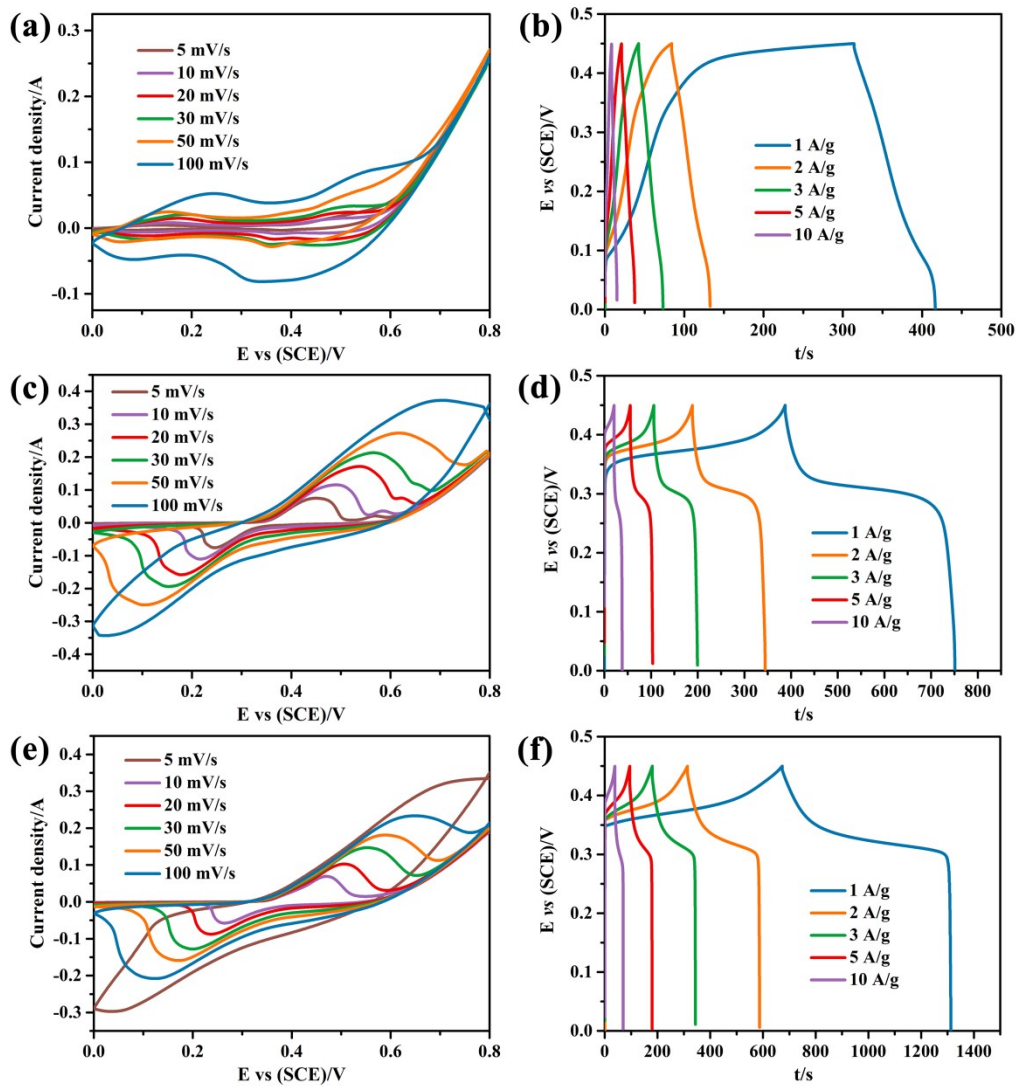 (a)
5 mV/s
10 mV/s
20 mV/s
30 mV/s
50 mV/s
100 mV/s
0.3
0.2
0.1
0.0
-0.1
Current density/A
0.0 0.2 0.4 0.6 0.8
E vs (SCE)/V
(b)
1 A/g
2 A/g
3 A/g
5 A/g
10 A/g
0.5
0.4
0.3
0.2
0.1
0.0
E vs (SCE)/V
0 100 200 300 400 500
t/s
(c)
5 mV/s
10 mV/s
20 mV/s
30 mV/s
50 mV/s
100 mV/s
0.4
0.3
0.2
0.1
0.0
-0.1
-0.2
-0.3
-0.4
Current density/A
0.0 0.2 0.4 0.6 0.8
E vs (SCE)/V
(d)
1 A/g
2 A/g
3 A/g
5 A/g
10 A/g
0.5
0.4
0.3
0.2
0.1
0.0
E vs (SCE)/V
0 100 200 300 400 500 600 700 800
t/s
(e)
5 mV/s
10 mV/s
20 mV/s
30 mV/s
50 mV/s
100 mV/s
0.4
0.3
0.2
0.1
0.0
-0.1
-0.2
-0.3
Current density/A
0.0 0.2 0.4 0.6 0.8
E vs (SCE)/V
(f)
1 A/g
2 A/g
3 A/g
5 A/g
10 A/g
0.5
0.4
0.3
0.2
0.1
0.0
E vs (SCE)/V
0 200 400 600 800 1000 1200 1400
t/s